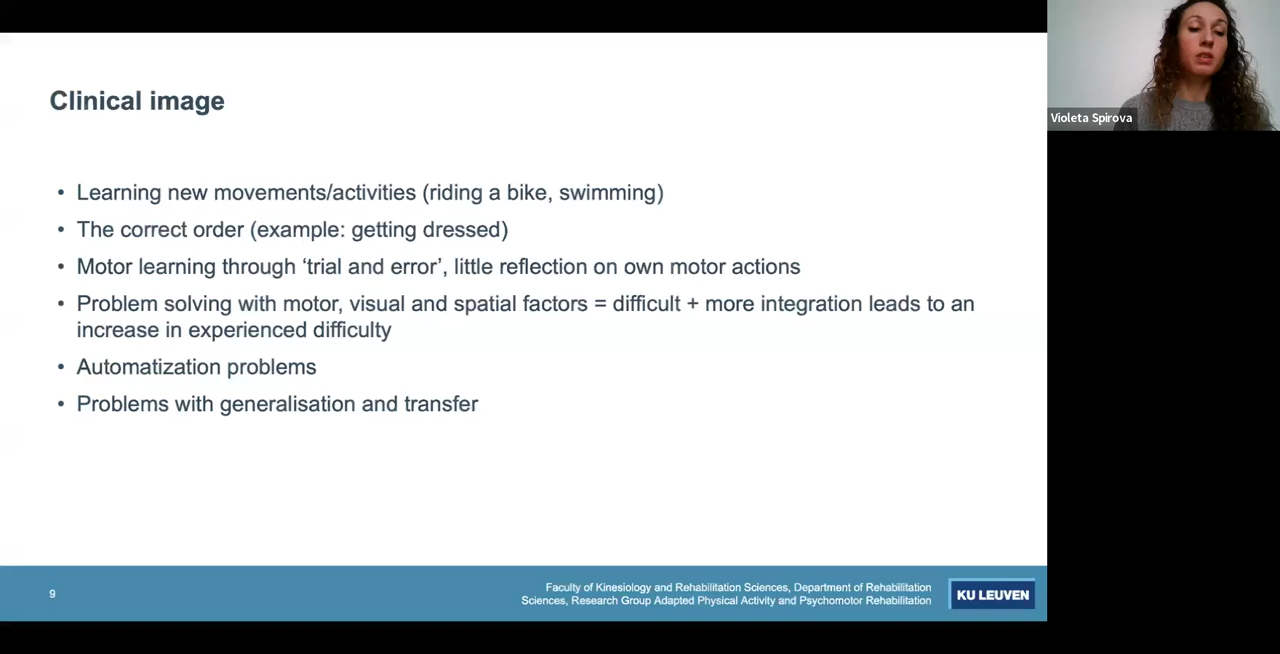 Clinical image
Violeta Spirova
• Learning new movements/activities (riding a bike, swimming)
• The correct order (example: getting dressed)
• Motor learning through ‘trial and error’, little reflection on own motor actions
• Problem solving with motor, visual and spatial factors = difficult + more integration leads to an
increase in experienced difficulty
• Automatization problems
• Problems with generalisation and transfer
9
Faculty of Kinesiology and Rehabilitation Sciences, Department of Rehabilitation
Sciences, Research Group Adapted Physical Activity and Psychomotor Rehabilitation
KU LEUVEN